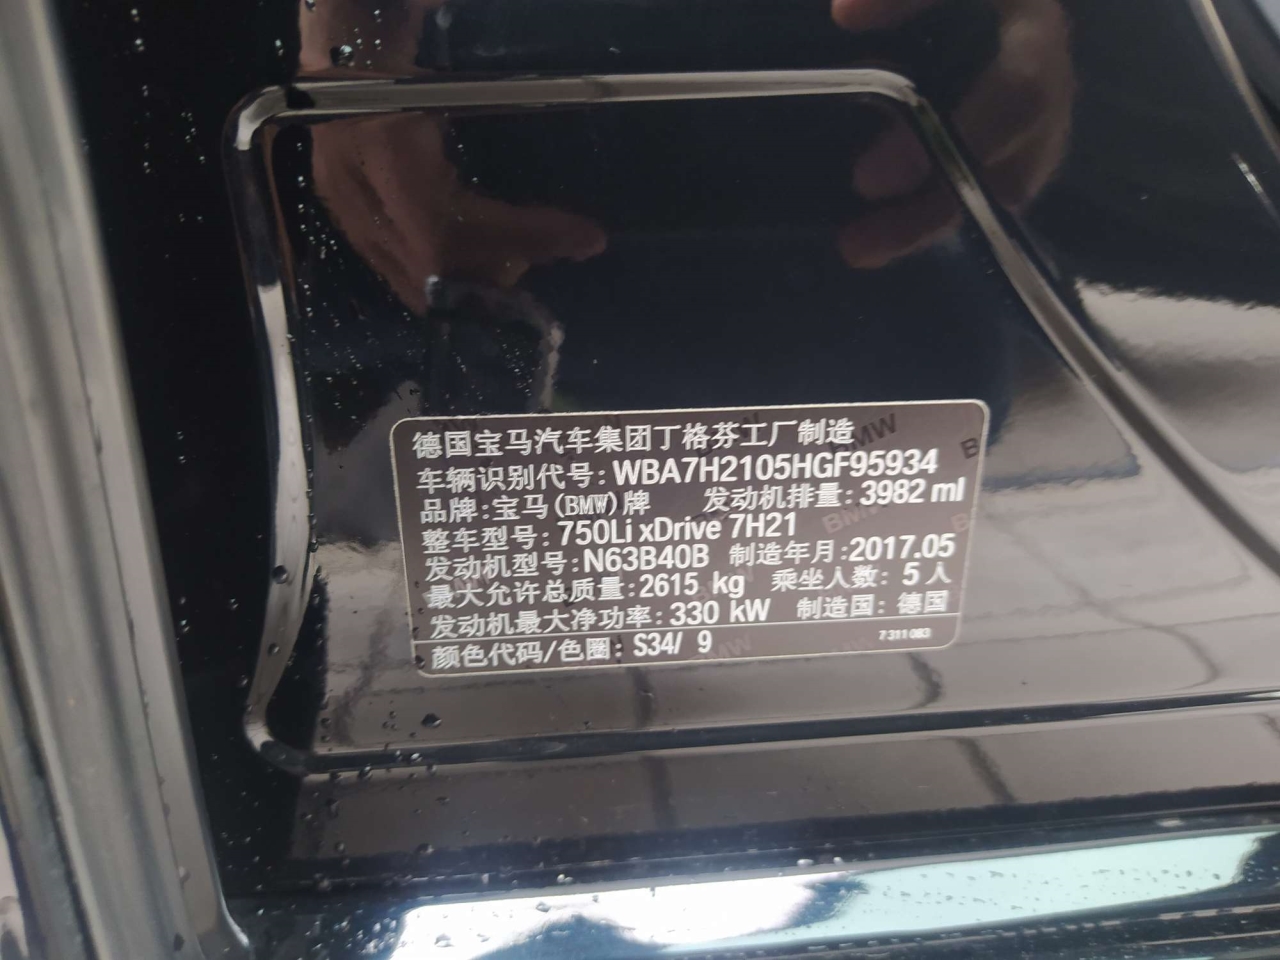 德国宝马汽车集团丁格芬工厂制造
车辆识别代号: WBA7H2105HGF95934
品牌: 宝马(BMW)牌 发动机排量: 3982 ml
整车型号: 750Li xDrive 7H21
发动机型号: N63B40B 制造年月: 2017.05
最大允许总质量: 2615 kg 乘坐人数: 5人
发动机最大净功率: 330 kW 制造国: 德国
颜色代码/色圈: S34/ 9 7 311 083